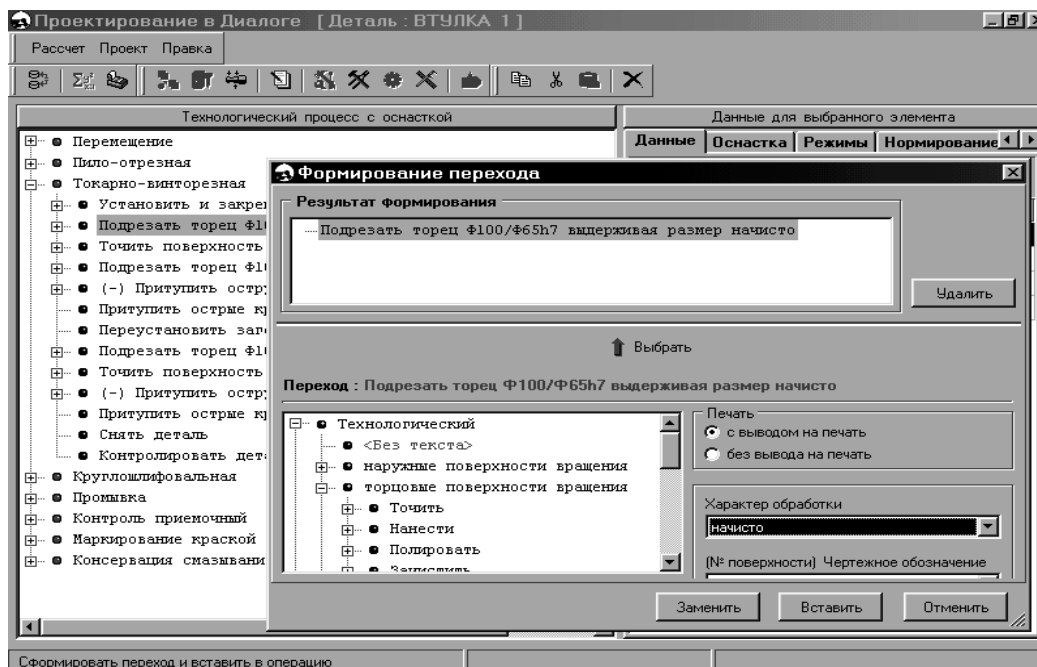 Проектирование в Диалоге [Деталь : ВТУЛКА 1]
Рассчет Проект Правка
Технологический процесс с оснасткой
Данные для выбранного элемента
Данные Оснастка Режимы Нормирование
Перемещение
Пило-отрезная
Токарно-винторезная
Установить и закре
Подрезать торец Ф1
Точить поверхность
Подрезать торец Ф1
(-) Притупить остр
Притупить острые к
Переустановить заг
Подрезать торец Ф1
Точить поверхность
(-) Притупить остр
Притупить острые к
Снять деталь
Контролировать дет
Круглошлифовальная
Промывка
Контроль приемочный
Маркирование краской
Консервация смазывани
Формирование перехода
Результат формирования
Подрезать торец Ф100/Ф65h7 выдерживая размер начисто
Удалить
Выбрать
Переход : Подрезать торец Ф100/Ф65h7 выдерживая размер начисто
Технологический
<Без текста>
наружные поверхности вращения
торцовые поверхности вращения
Точить
Нанести
Полировать
Зачистить
Печать
с выводом на печать
без вывода на печать
Характер обработки
начисто
(№ поверхности) Чертежное обозначение
Заменить Вставить Отменить
Сформировать переход и вставить в операцию